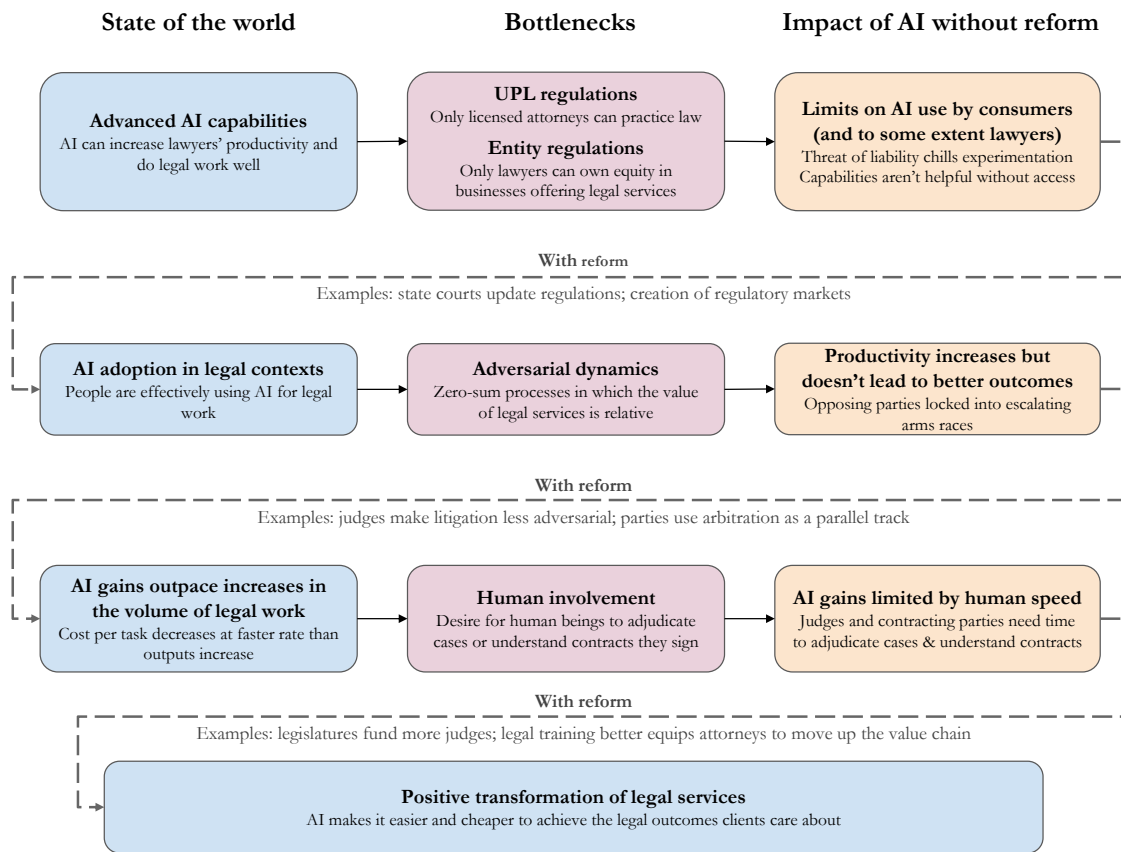 State of the world
Bottlenecks
Impact of AI without reform
Advanced AI capabilities
AI can increase lawyers’ productivity and
do legal work well
UPL regulations
Only licensed attorneys can practice law
Entity regulations
Only lawyers can own equity in
businesses offering legal services
Limits on AI use by consumers
(and to some extent lawyers)
Threat of liability chills experimentation
Capabilities aren’t helpful without access
With reform
Examples: state courts update regulations; creation of regulatory markets
AI adoption in legal contexts
People are effectively using AI for legal
work
Adversarial dynamics
Zero-sum processes in which the value
of legal services is relative
Productivity increases but
doesn’t lead to better outcomes
Opposing parties locked into escalating
arms races
With reform
Examples: judges make litigation less adversarial; parties use arbitration as a parallel track
AI gains outpace increases in
the volume of legal work
Cost per task decreases at faster rate than
outputs increase
Human involvement
Desire for human beings to adjudicate
cases or understand contracts they sign
AI gains limited by human speed
Judges and contracting parties need time
to adjudicate cases & understand contracts
With reform
Examples: legislatures fund more judges; legal training better equips attorneys to move up the value chain
Positive transformation of legal services
AI makes it easier and cheaper to achieve the legal outcomes clients care about